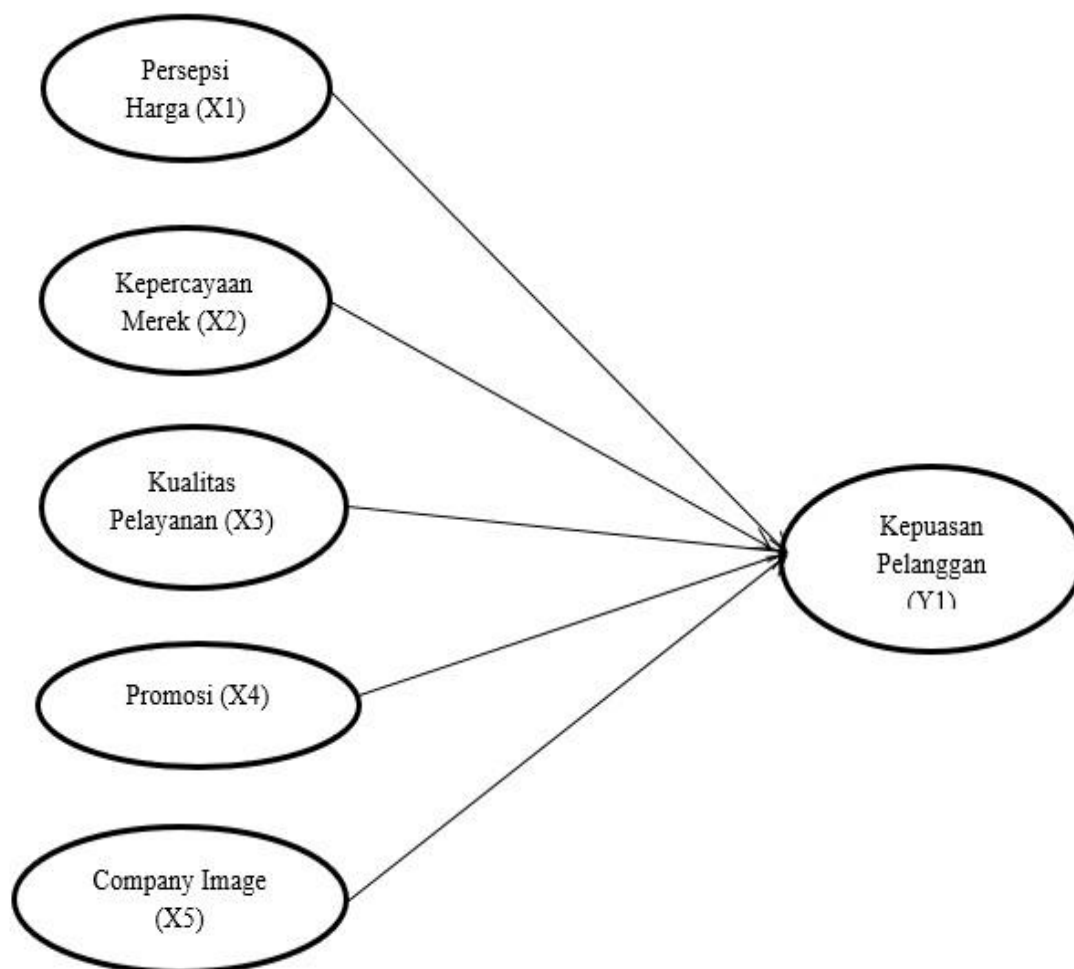 Persepsi
Harga (X1)
Kepercayaan
Merek (X2)
Kualitas
Pelayanan (X3)
Kepuasan
Pelanggan
(Y1)
Promosi (X4)
Company Image
(X5)